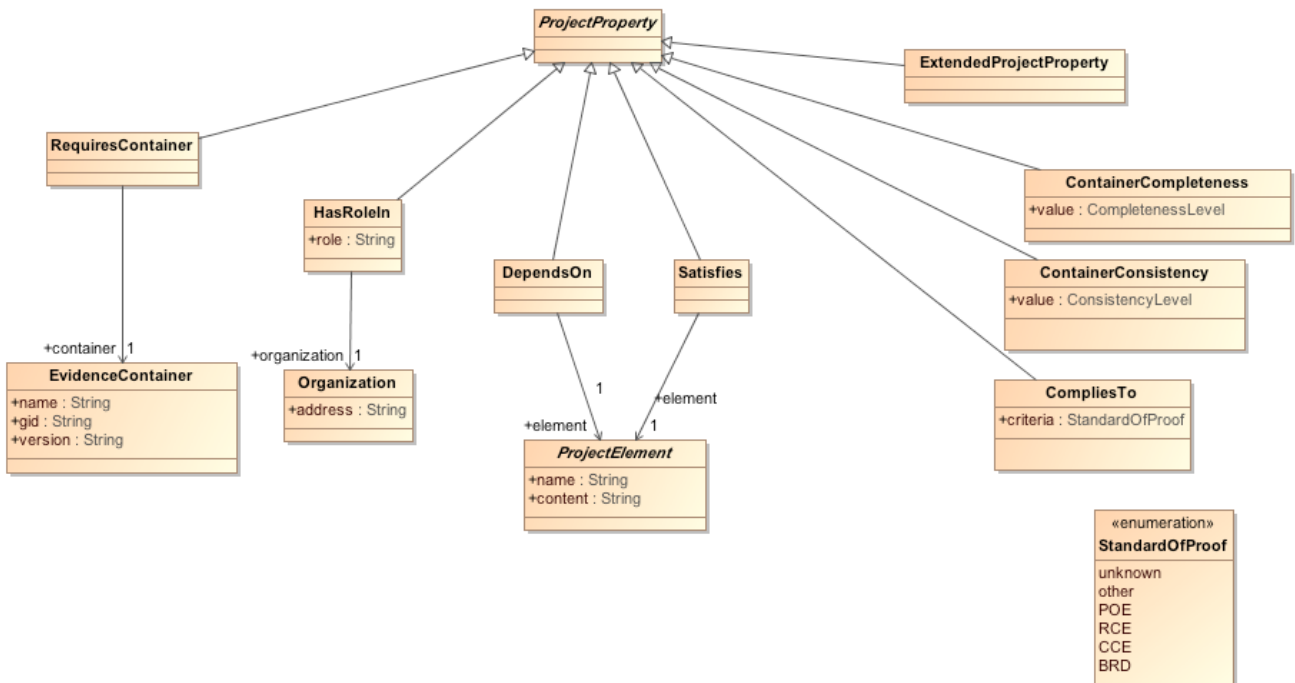 ProjectProperty
ExtendedProjectProperty
RequiresContainer
ContainerCompleteness
+value : CompletenessLevel
HasRoleIn
+role : String
DependsOn
Satisfies
ContainerConsistency
+value : ConsistencyLevel
+container 1
+organization 1
EvidenceContainer
+name : String
+gid : String
+version : String
Organization
+address : String
1
+element
+element
1
CompliesTo
+criteria : StandardOfProof
ProjectElement
+name : String
+content : String
«enumeration»
StandardOfProof
unknown
other
POE
RCE
CCE
BRD